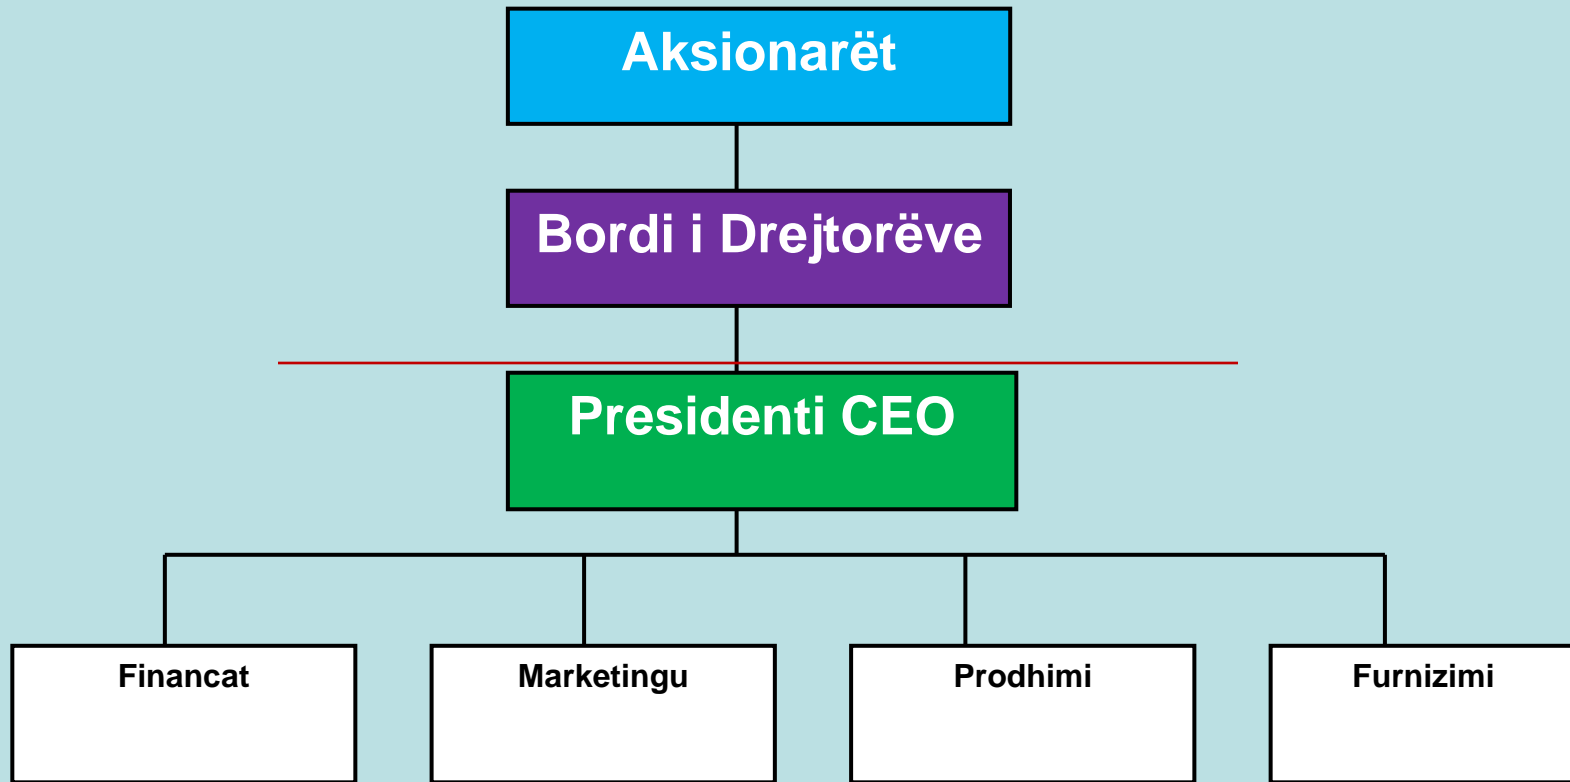 Aksionarët
Bordi i Drejtorëve
Presidenti CEO
Financat
Marketingu
Prodhimi
Furnizimi